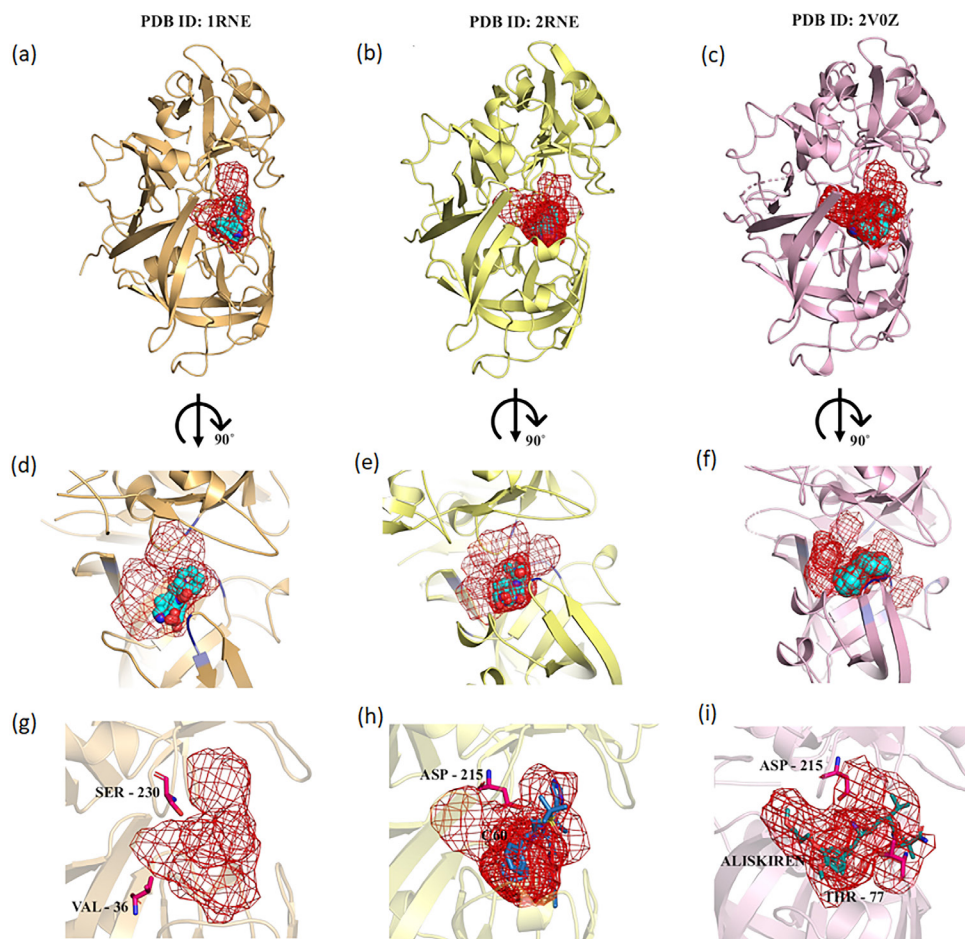 PDB ID: 1RNE
PDB ID: 2RNE
PDB ID: 2V0Z
(a)
(b)
(c)
90°
90°
90°
(d)
(e)
(f)
(g)
(h)
(i)
SER - 230
VAL - 36
ASP - 215
C60
ASP - 215
ALISKIREN
THR - 77